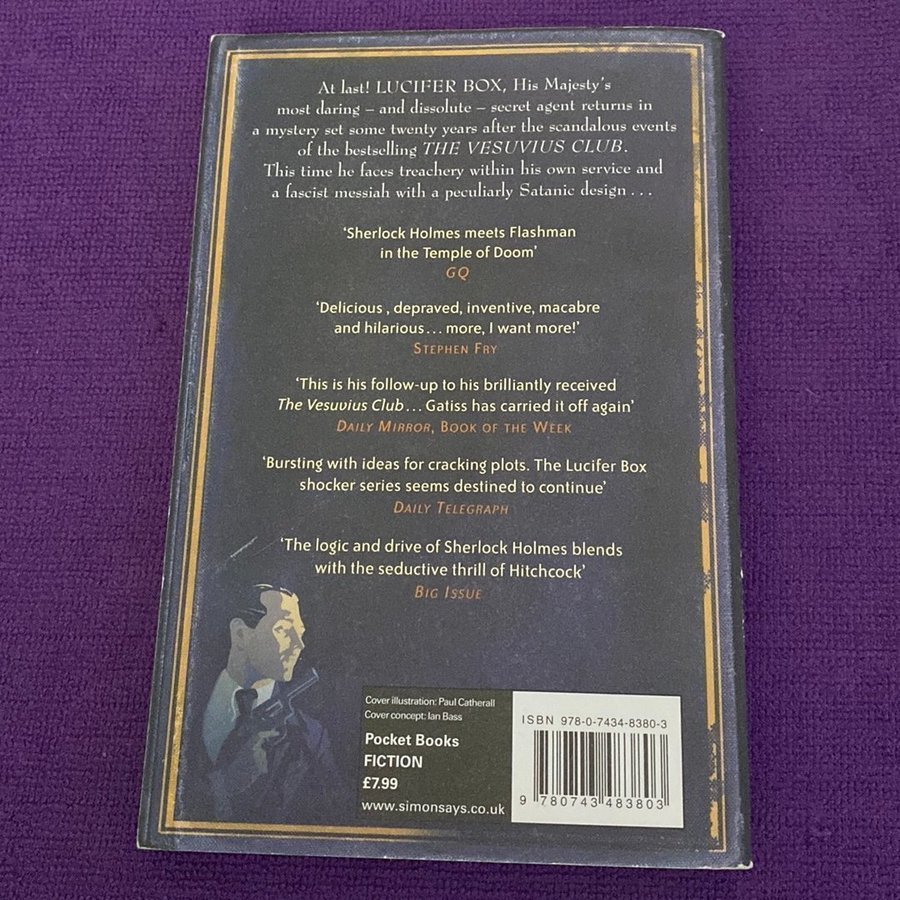 At last! LUCIFER BOX, His Majesty's
most daring – and dissolute – secret agent returns in
a mystery set some twenty years after the scandalous events
of the bestselling THE VESUVIUS CLUB.
This time he faces treachery within his own service and
a fascist messiah with a peculiarly Satanic design . . .
'Sherlock Holmes meets Flashman
in the Temple of Doom'
GQ
'Delicious , depraved, inventive, macabre
and hilarious . . . more, I want more!'
STEPHEN FRY
'This is his follow-up to his brilliantly received
The Vesuvius Club . . . Gatiss has carried it off again'
DAILY MIRROR, BOOK OF THE WEEK
'Bursting with ideas for cracking plots. The Lucifer Box
shocker series seems destined to continue'
DAILY TELEGRAPH
'The logic and drive of Sherlock Holmes blends
with the seductive thrill of Hitchcock'
BIG ISSUE
Cover illustration: Paul Catherall
Cover concept: Ian Bass
Pocket Books
FICTION
£7.99
www.simonsays.co.uk
ISBN 978-0-7434-8380-3
9 780743 483803